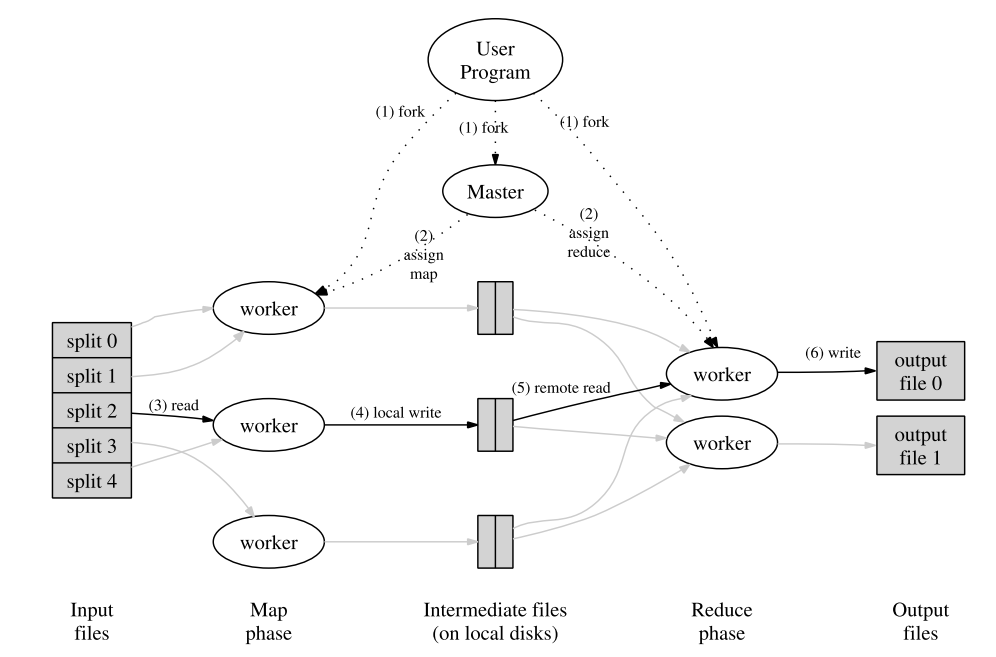 User
Program
(1) fork
(1) fork
(1) fork
Master
(2)
assign
map
(2)
assign
reduce
worker
split 0
split 1
split 2
split 3
split 4
(3) read
worker
(4) local write
worker
(5) remote read
worker
worker
(6) write
output
file 0
output
file 1
Input
files
Map
phase
Intermediate files
(on local disks)
Reduce
phase
Output
files